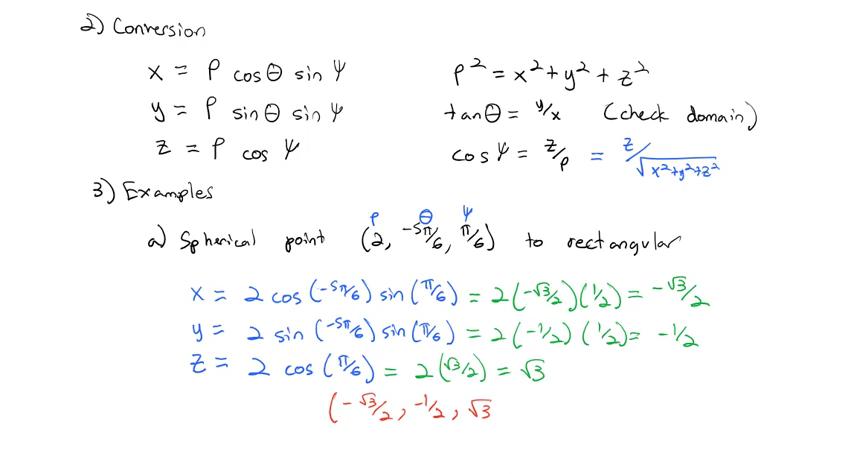 2) Conversion
x = ρ cosθ sin ψ
ρ² = x² + y² + z²
y = ρ sinθ sin ψ
tanθ = y/x (check domain)
z = ρ cos ψ
cos ψ = z/ρ = z/√x²+y²+z²
3) Examples
ρ θ ψ
a) Spherical point (2, -5π/6, π/6) to rectangular
x = 2 cos(-5π/6) sin(π/6) = 2(-√3/2)(1/2) = -√3/2
y = 2 sin(-5π/6) sin(π/6) = 2(-1/2)(1/2) = -1/2
z = 2 cos(π/6) = 2(√3/2) = √3
(-√3/2, -1/2, √3